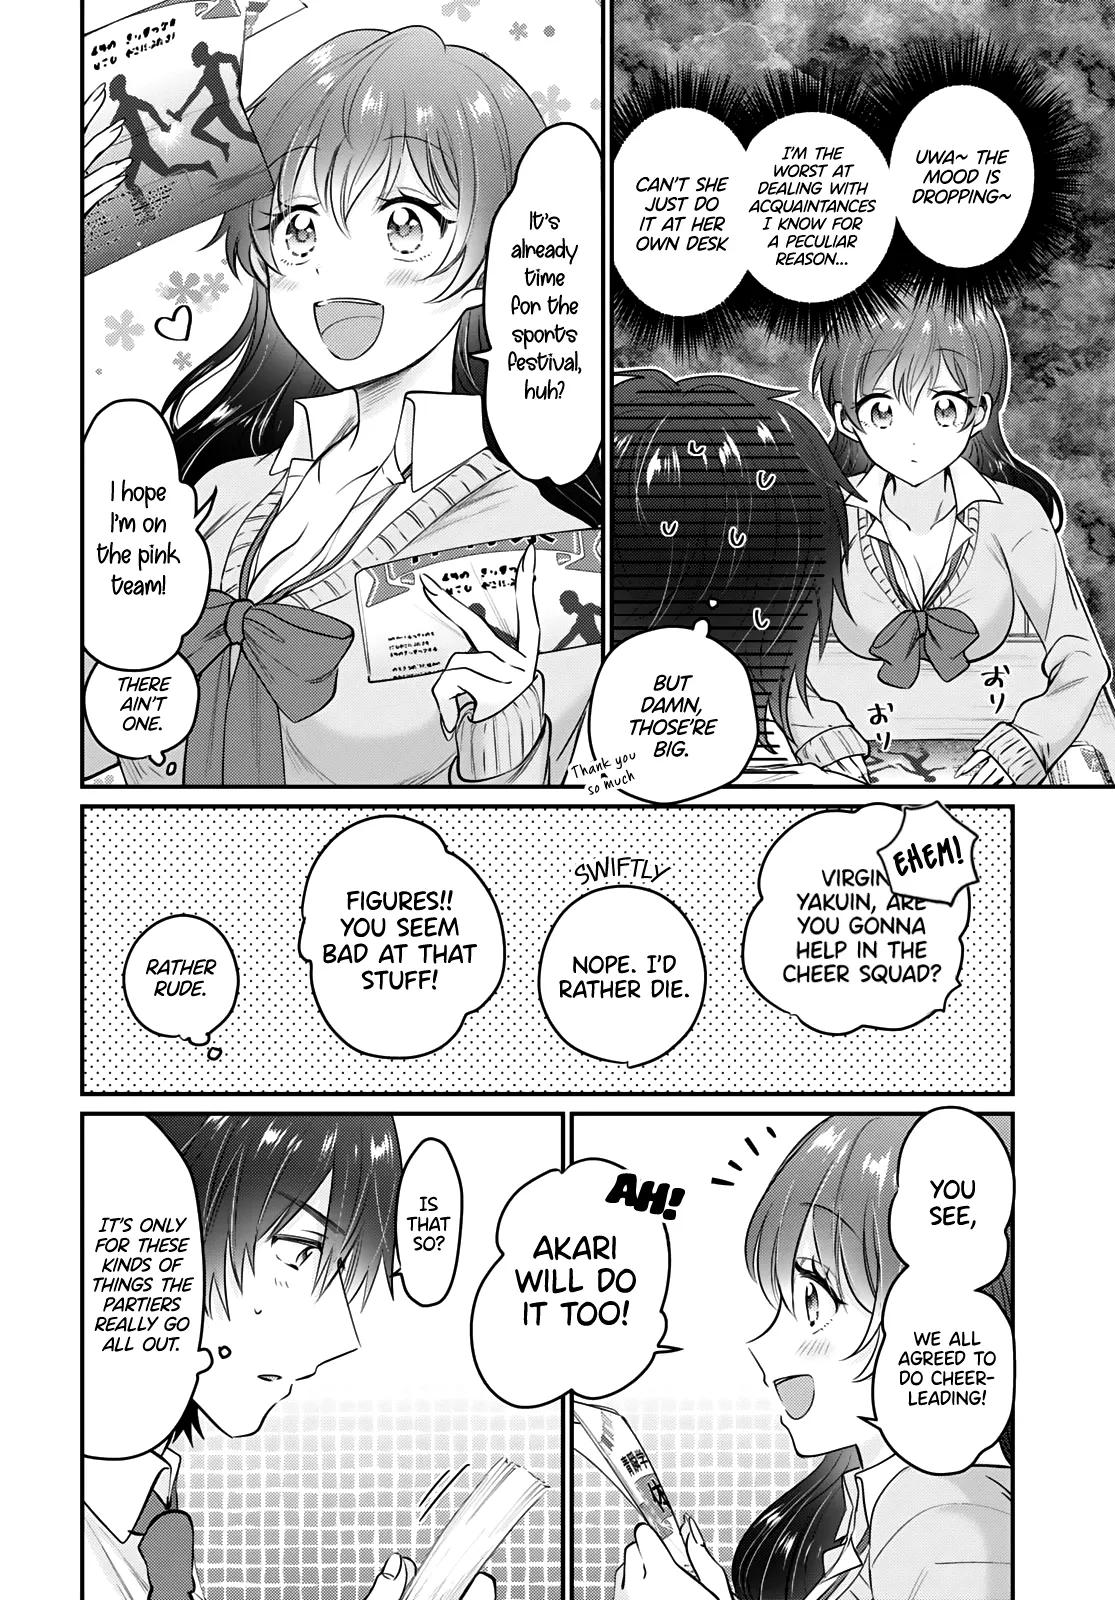 UWA~ THE
MOOD IS
DROPPING~
I'M THE
WORST AT
DEALING WITH
ACQUAINTANCES
I KNOW FOR
A PECULIAR
REASON...
CAN'T SHE
JUST DO
IT AT HER
OWN DESK
BUT
DAMN,
THOSE'RE
BIG.
Thank you
so much
おり
おり
It's
already
time
for the
sports
festival,
huh?
I hope
I'm on
the pink
team!
THERE
AIN'T
ONE.
EHEM!
VIRGIN
YAKUIN, ARE
YOU GONNA
HELP IN THE
CHEER SQUAD?
SWIFTLY
NOPE. I'D
RATHER DIE.
FIGURES!!
YOU SEEM
BAD AT THAT
STUFF!
RATHER
RUDE.
YOU
SEE,
WE ALL
AGREED TO
DO CHEER-
LEADING!
AH!
AKARI
WILL DO
IT TOO!
IS
THAT
SO?
IT'S ONLY
FOR THESE
KINDS OF
THINGS THE
PARTIERS
REALLY GO
ALL OUT.